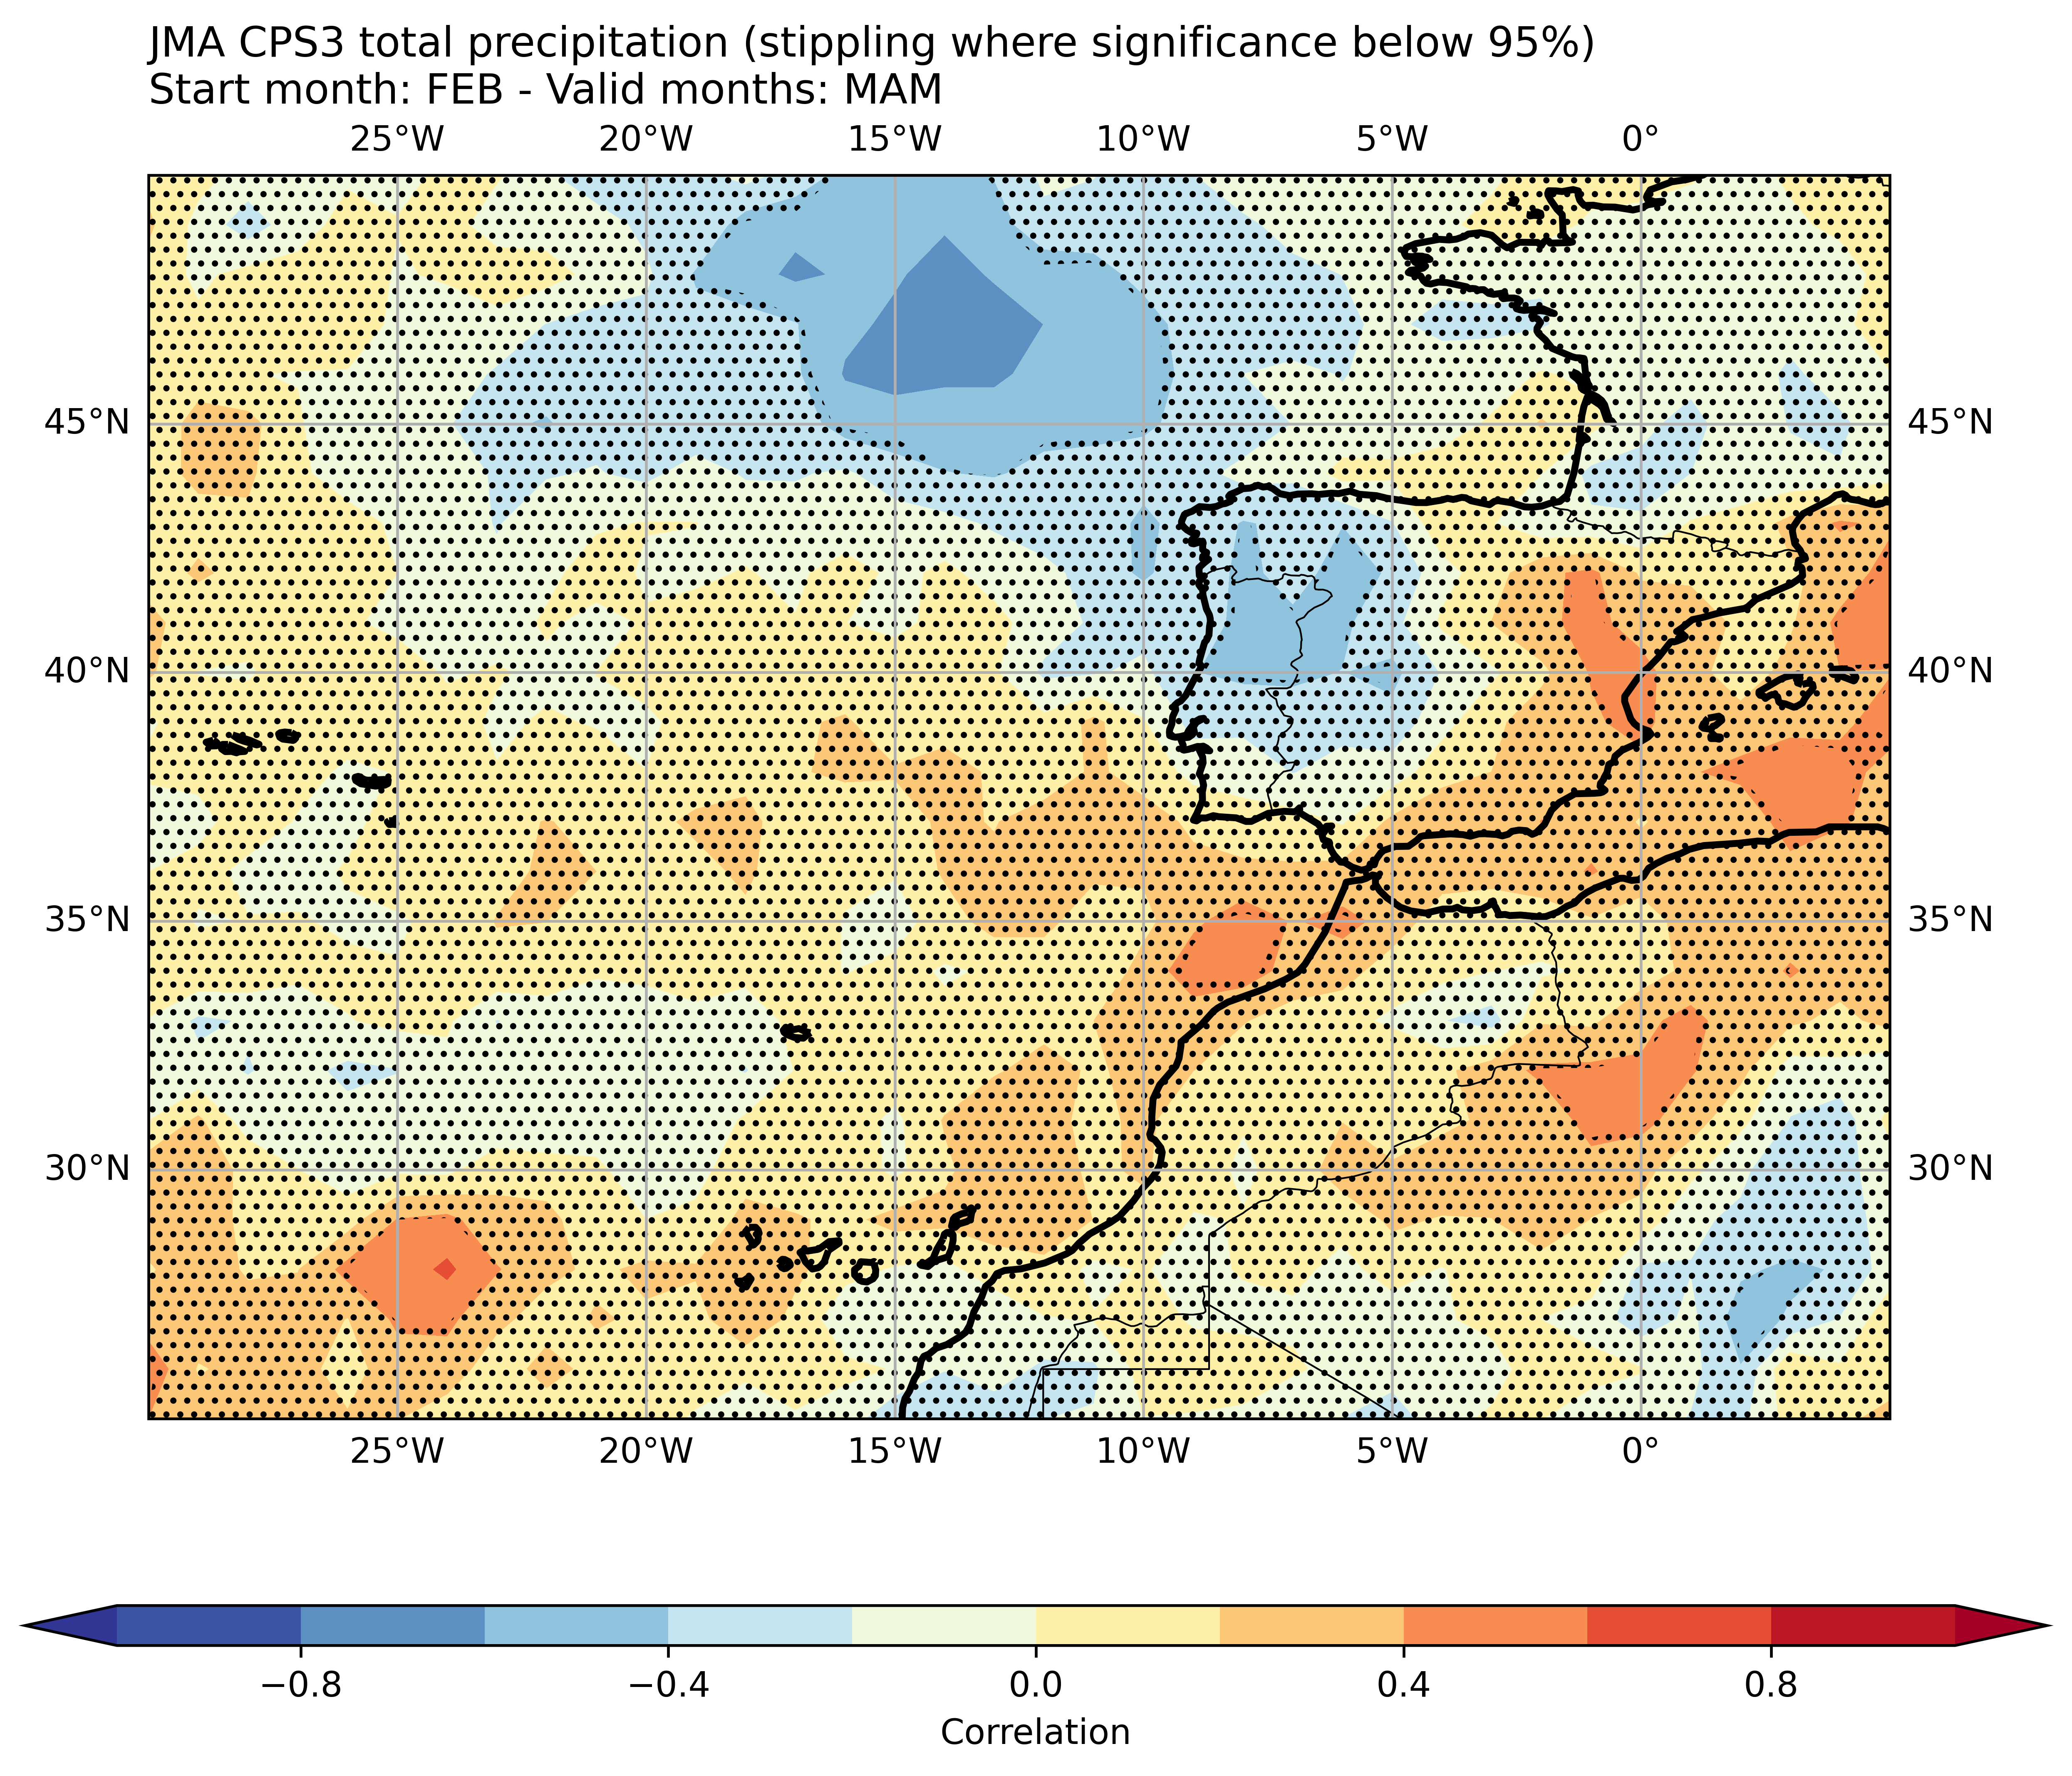 JMA CPS3 total precipitation (stippling where significance below 95%)
Start month: FEB - Valid months: MAM
25°W 20°W 15°W 10°W 5°W 0°
45°N 45°N
40°N 40°N
35°N 35°N
30°N 30°N
25°W 20°W 15°W 10°W 5°W 0°
−0.8 −0.4 0.0 0.4 0.8
Correlation